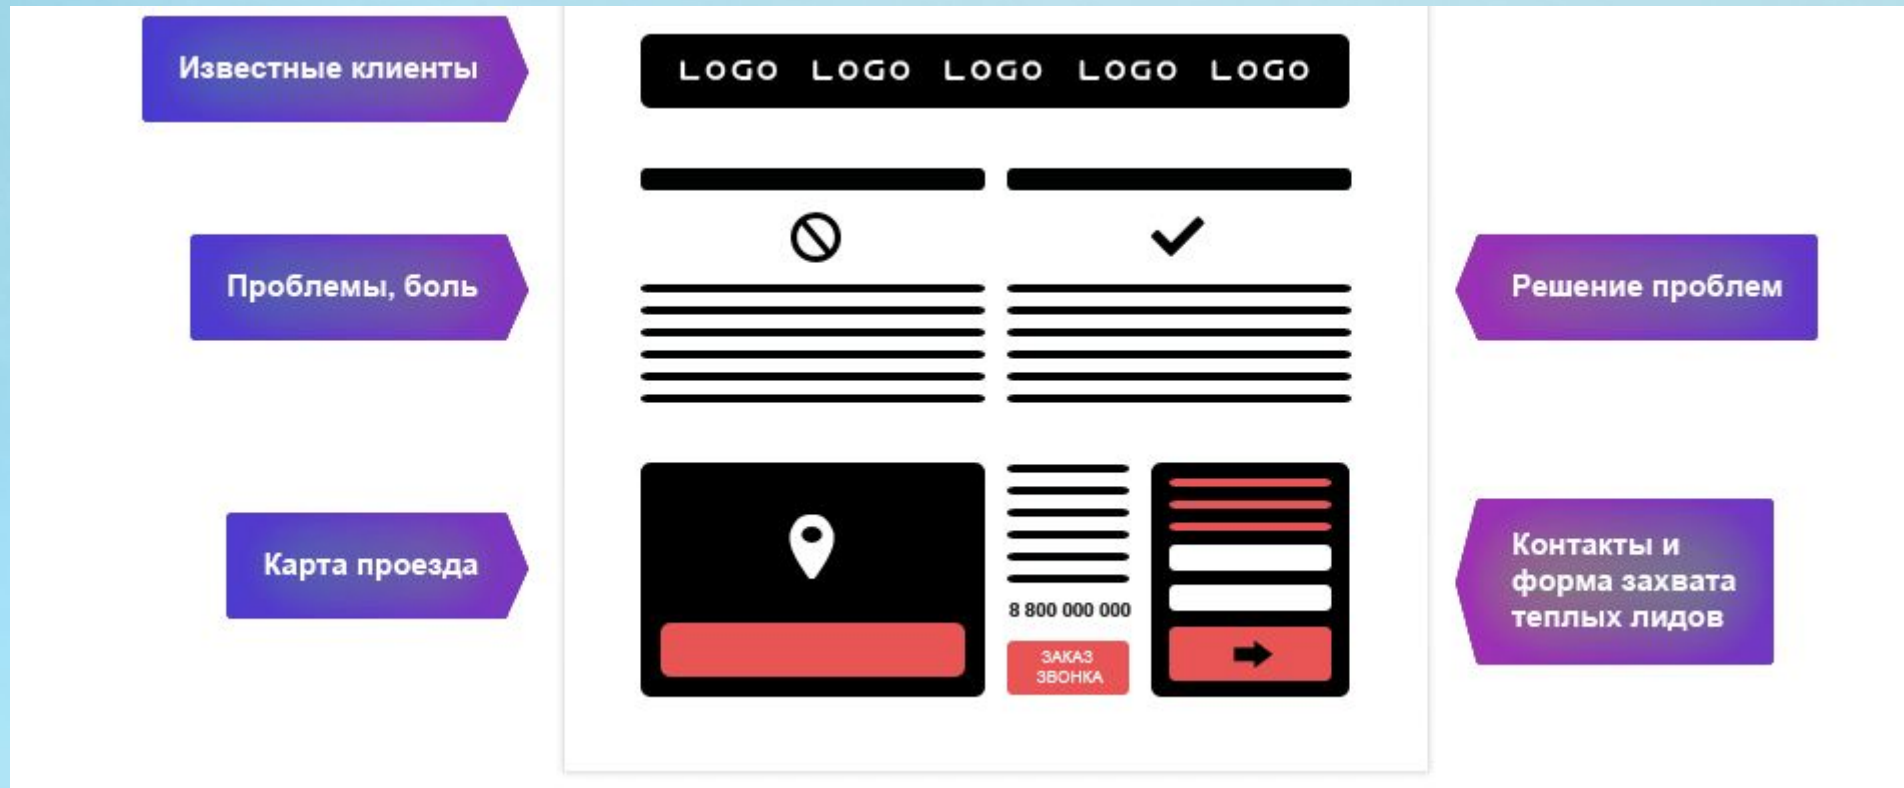 Известные клиенты
LOGO LOGO LOGO LOGO LOGO
Проблемы, боль
Решение проблем
Карта проезда
8 800 000 000
ЗАКАЗ
ЗВОНКА
Контакты и
форма захвата
теплых лидов